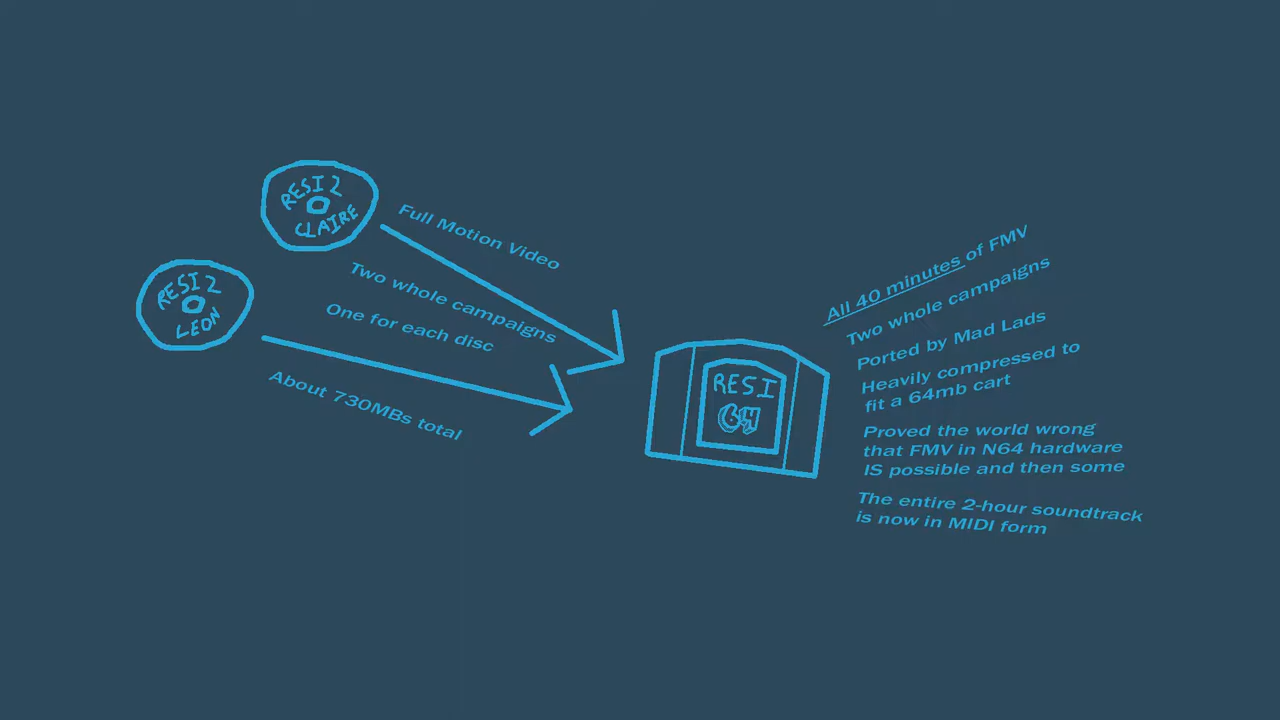 RESI 2
CLAIRE
RESI 2
LEON
Full Motion Video
Two whole campaigns
One for each disc
About 730MBs total
RESI
64
All 40 minutes of FMV
Two whole campaigns
Ported by Mad Lads
Heavily compressed to
fit a 64mb cart
Proved the world wrong
that FMV in N64 hardware
IS possible and then some
The entire 2-hour soundtrack
is now in MIDI form